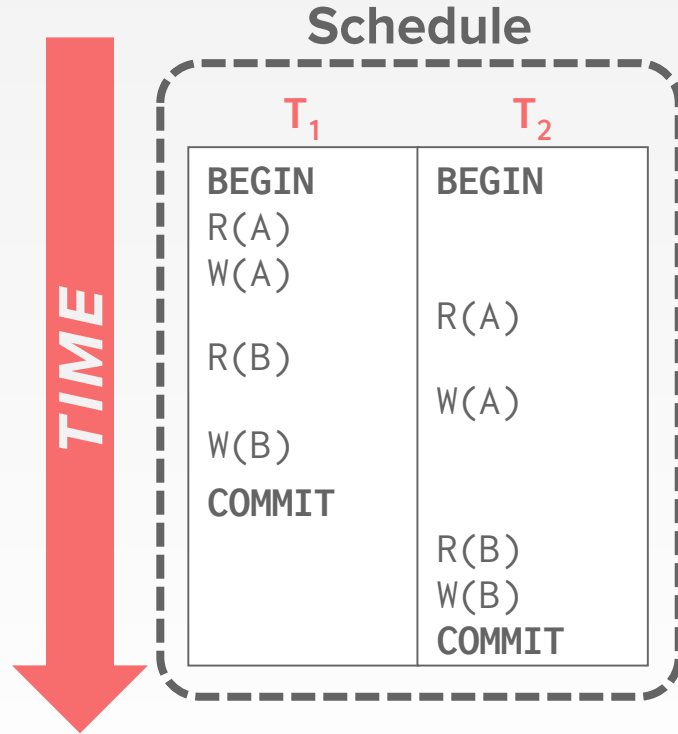 Schedule
TIME
T1 T2
BEGIN BEGIN
R(A)
W(A)
R(A)
R(B)
W(A)
W(B)
COMMIT
R(B)
W(B)
COMMIT